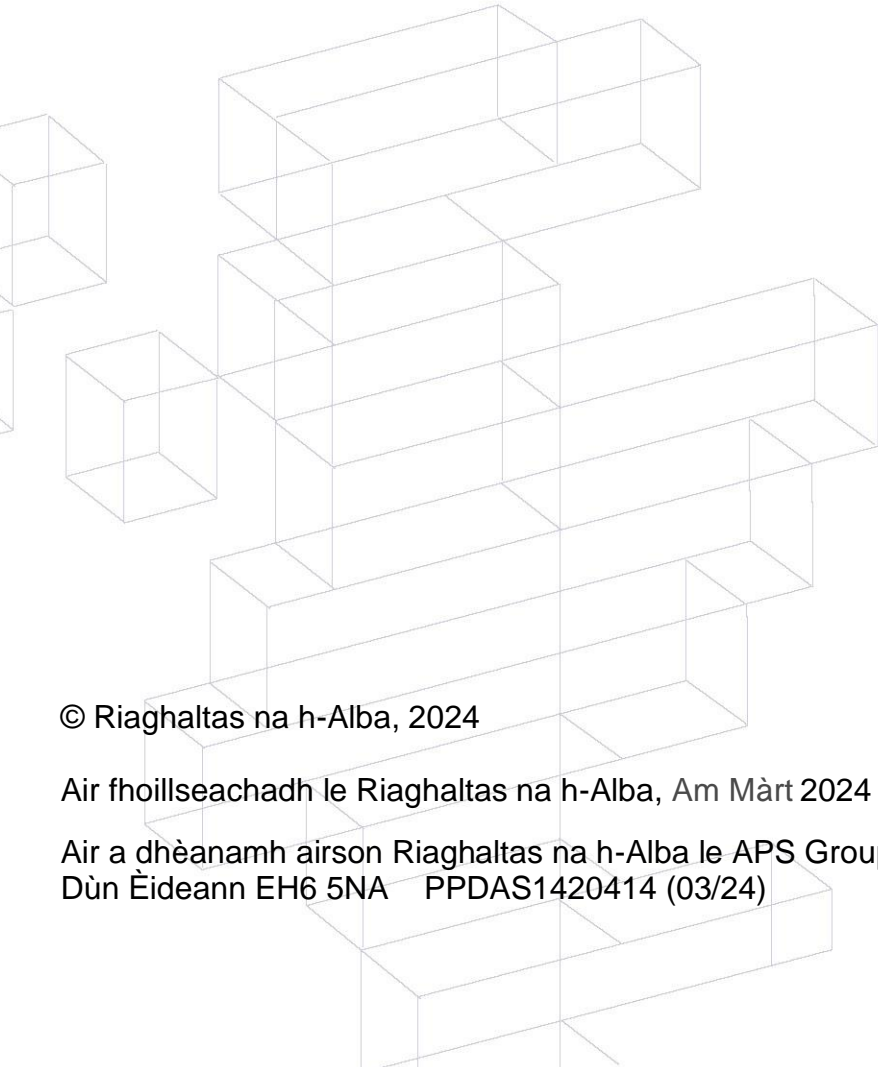 © Riaghaltas na h-Alba, 2024
Air fhoillseachadh le Riaghaltas na h-Alba, Am Màrt 2024
Air a dhèanamh airson Riaghaltas na h-Alba le APS Group
Dùn Èideann EH6 5NA PPDAS1420414 (03/24)